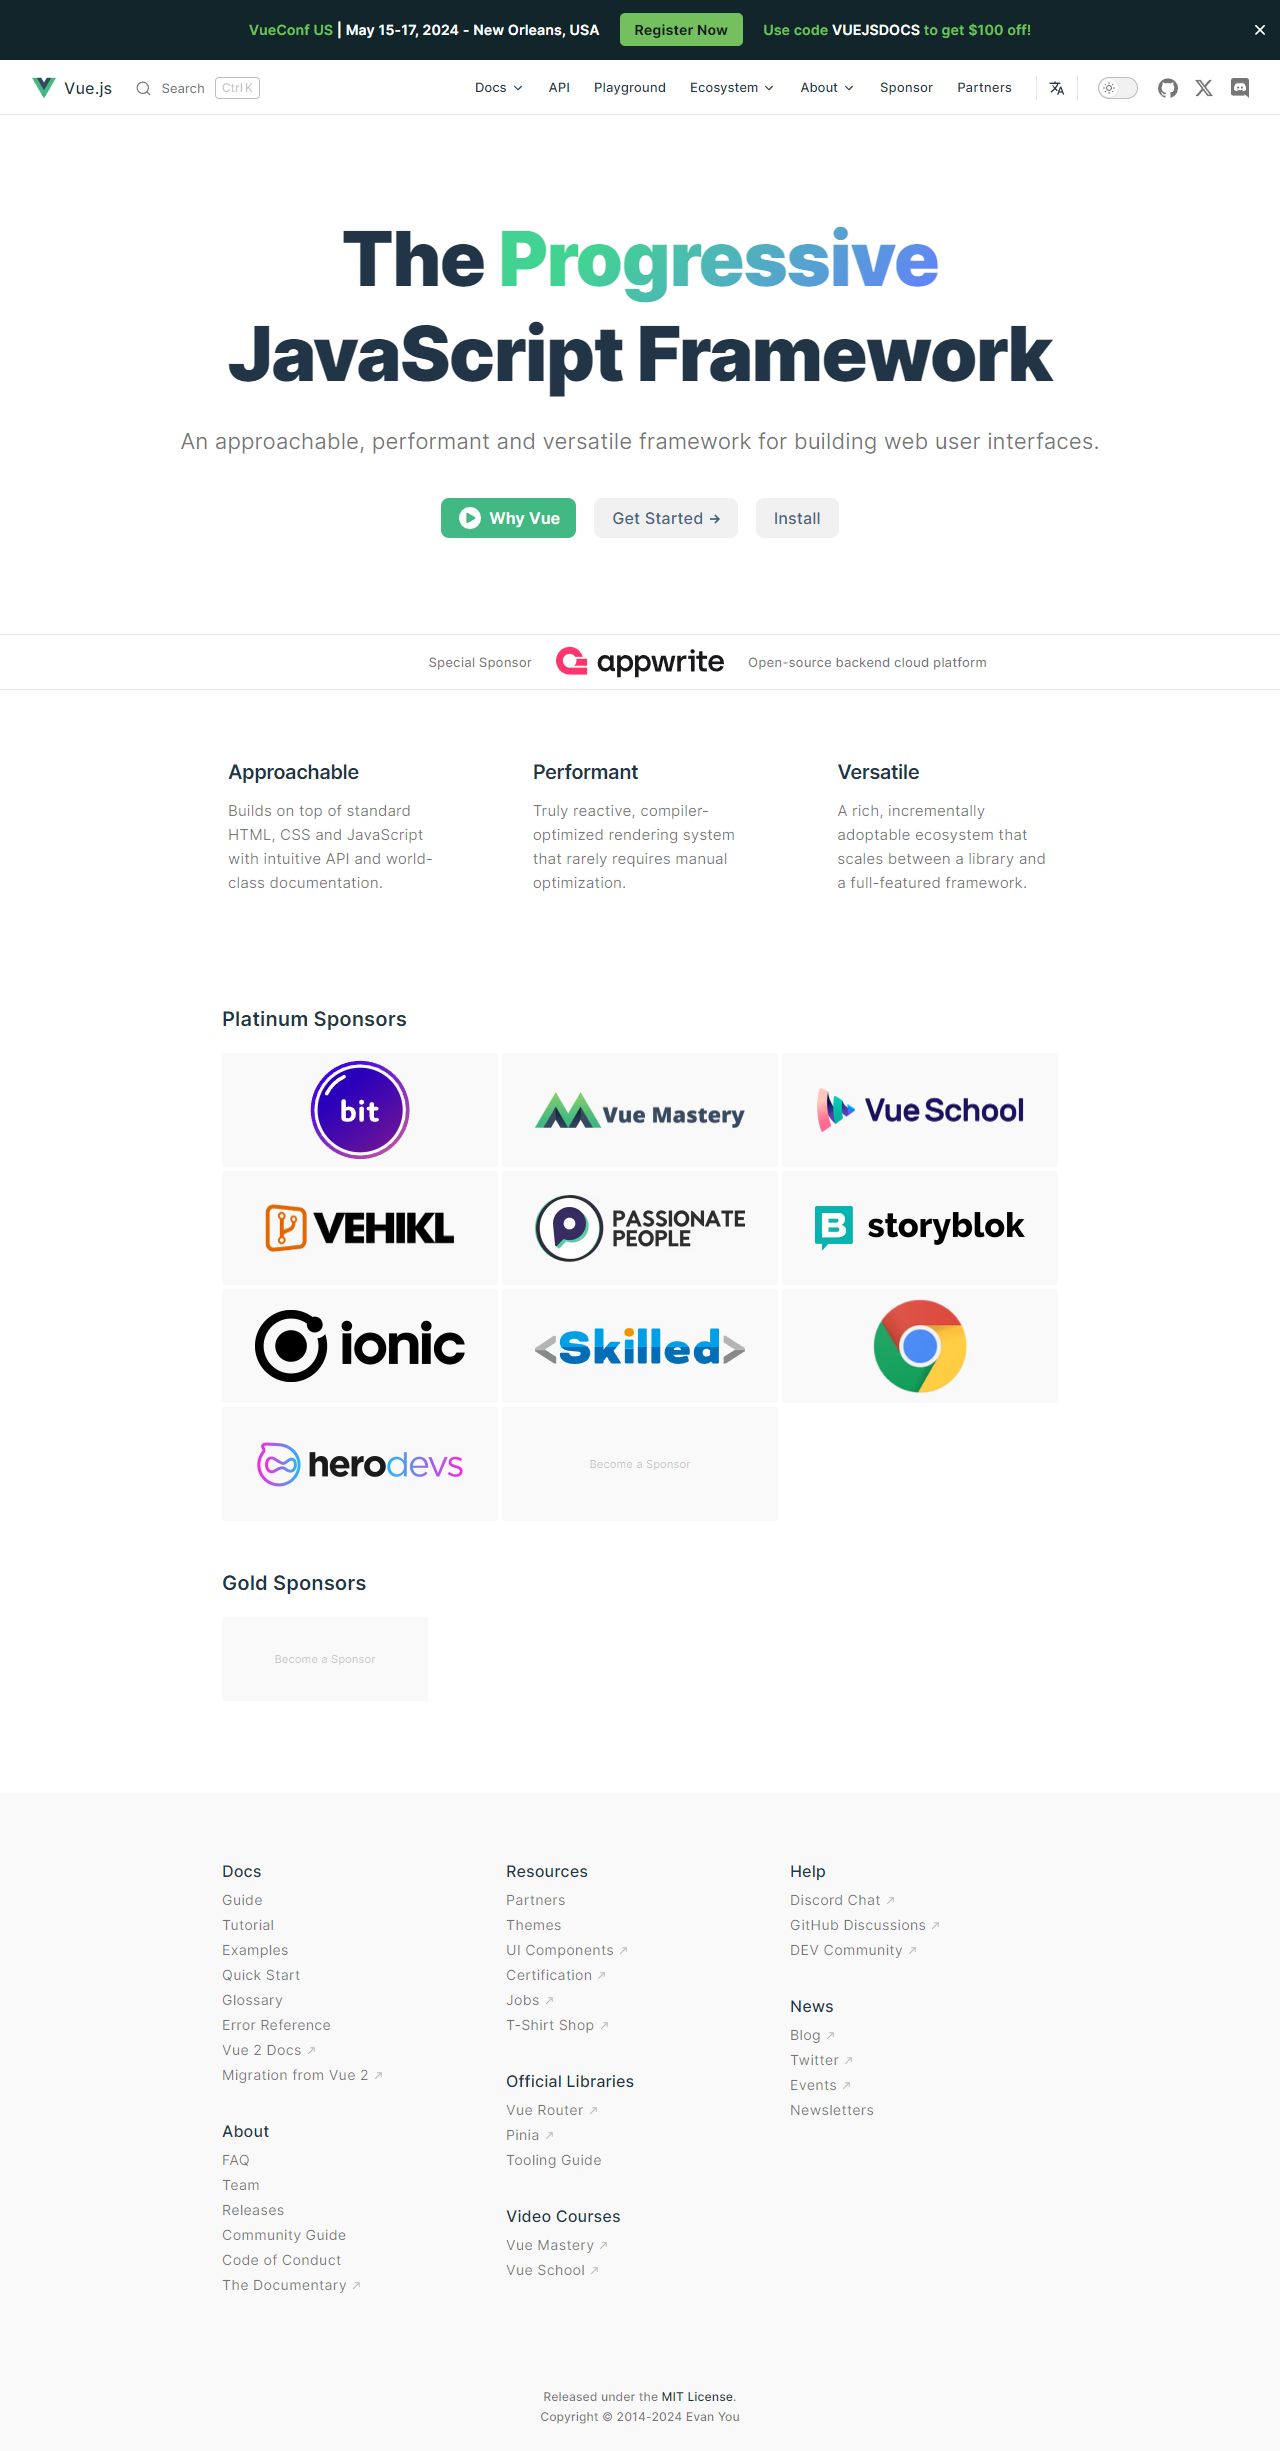 VueConf US | May 15-17, 2024 - New Orleans, USA Register Now Use code VUEJSDOCS to get $100 off!
Vue.js Search Ctrl K Docs API Playground Ecosystem About Sponsor Partners
The Progressive
JavaScript Framework
An approachable, performant and versatile framework for building web user interfaces.
Why Vue Get Started → Install
Special Sponsor appwrite Open-source backend cloud platform
Approachable
Builds on top of standard
HTML, CSS and JavaScript
with intuitive API and world-
class documentation.
Performant
Truly reactive, compiler-
optimized rendering system
that rarely requires manual
optimization.
Versatile
A rich, incrementally
adoptable ecosystem that
scales between a library and
a full-featured framework.
Platinum Sponsors
bit
Vue Mastery
Vue School
VEHIKL
PASSIONATE
PEOPLE
storyblok
ionic
<Skilled>
herodevs
Become a Sponsor
Gold Sponsors
Become a Sponsor
Docs
Guide
Tutorial
Examples
Quick Start
Glossary
Error Reference
Vue 2 Docs ↗
Migration from Vue 2 ↗
About
FAQ
Team
Releases
Community Guide
Code of Conduct
The Documentary ↗
Resources
Partners
Themes
UI Components ↗
Certification ↗
Jobs ↗
T-Shirt Shop ↗
Official Libraries
Vue Router ↗
Pinia ↗
Tooling Guide
Video Courses
Vue Mastery ↗
Vue School ↗
Help
Discord Chat ↗
GitHub Discussions ↗
DEV Community ↗
News
Blog ↗
Twitter ↗
Events ↗
Newsletters
Released under the MIT License.
Copyright © 2014-2024 Evan You